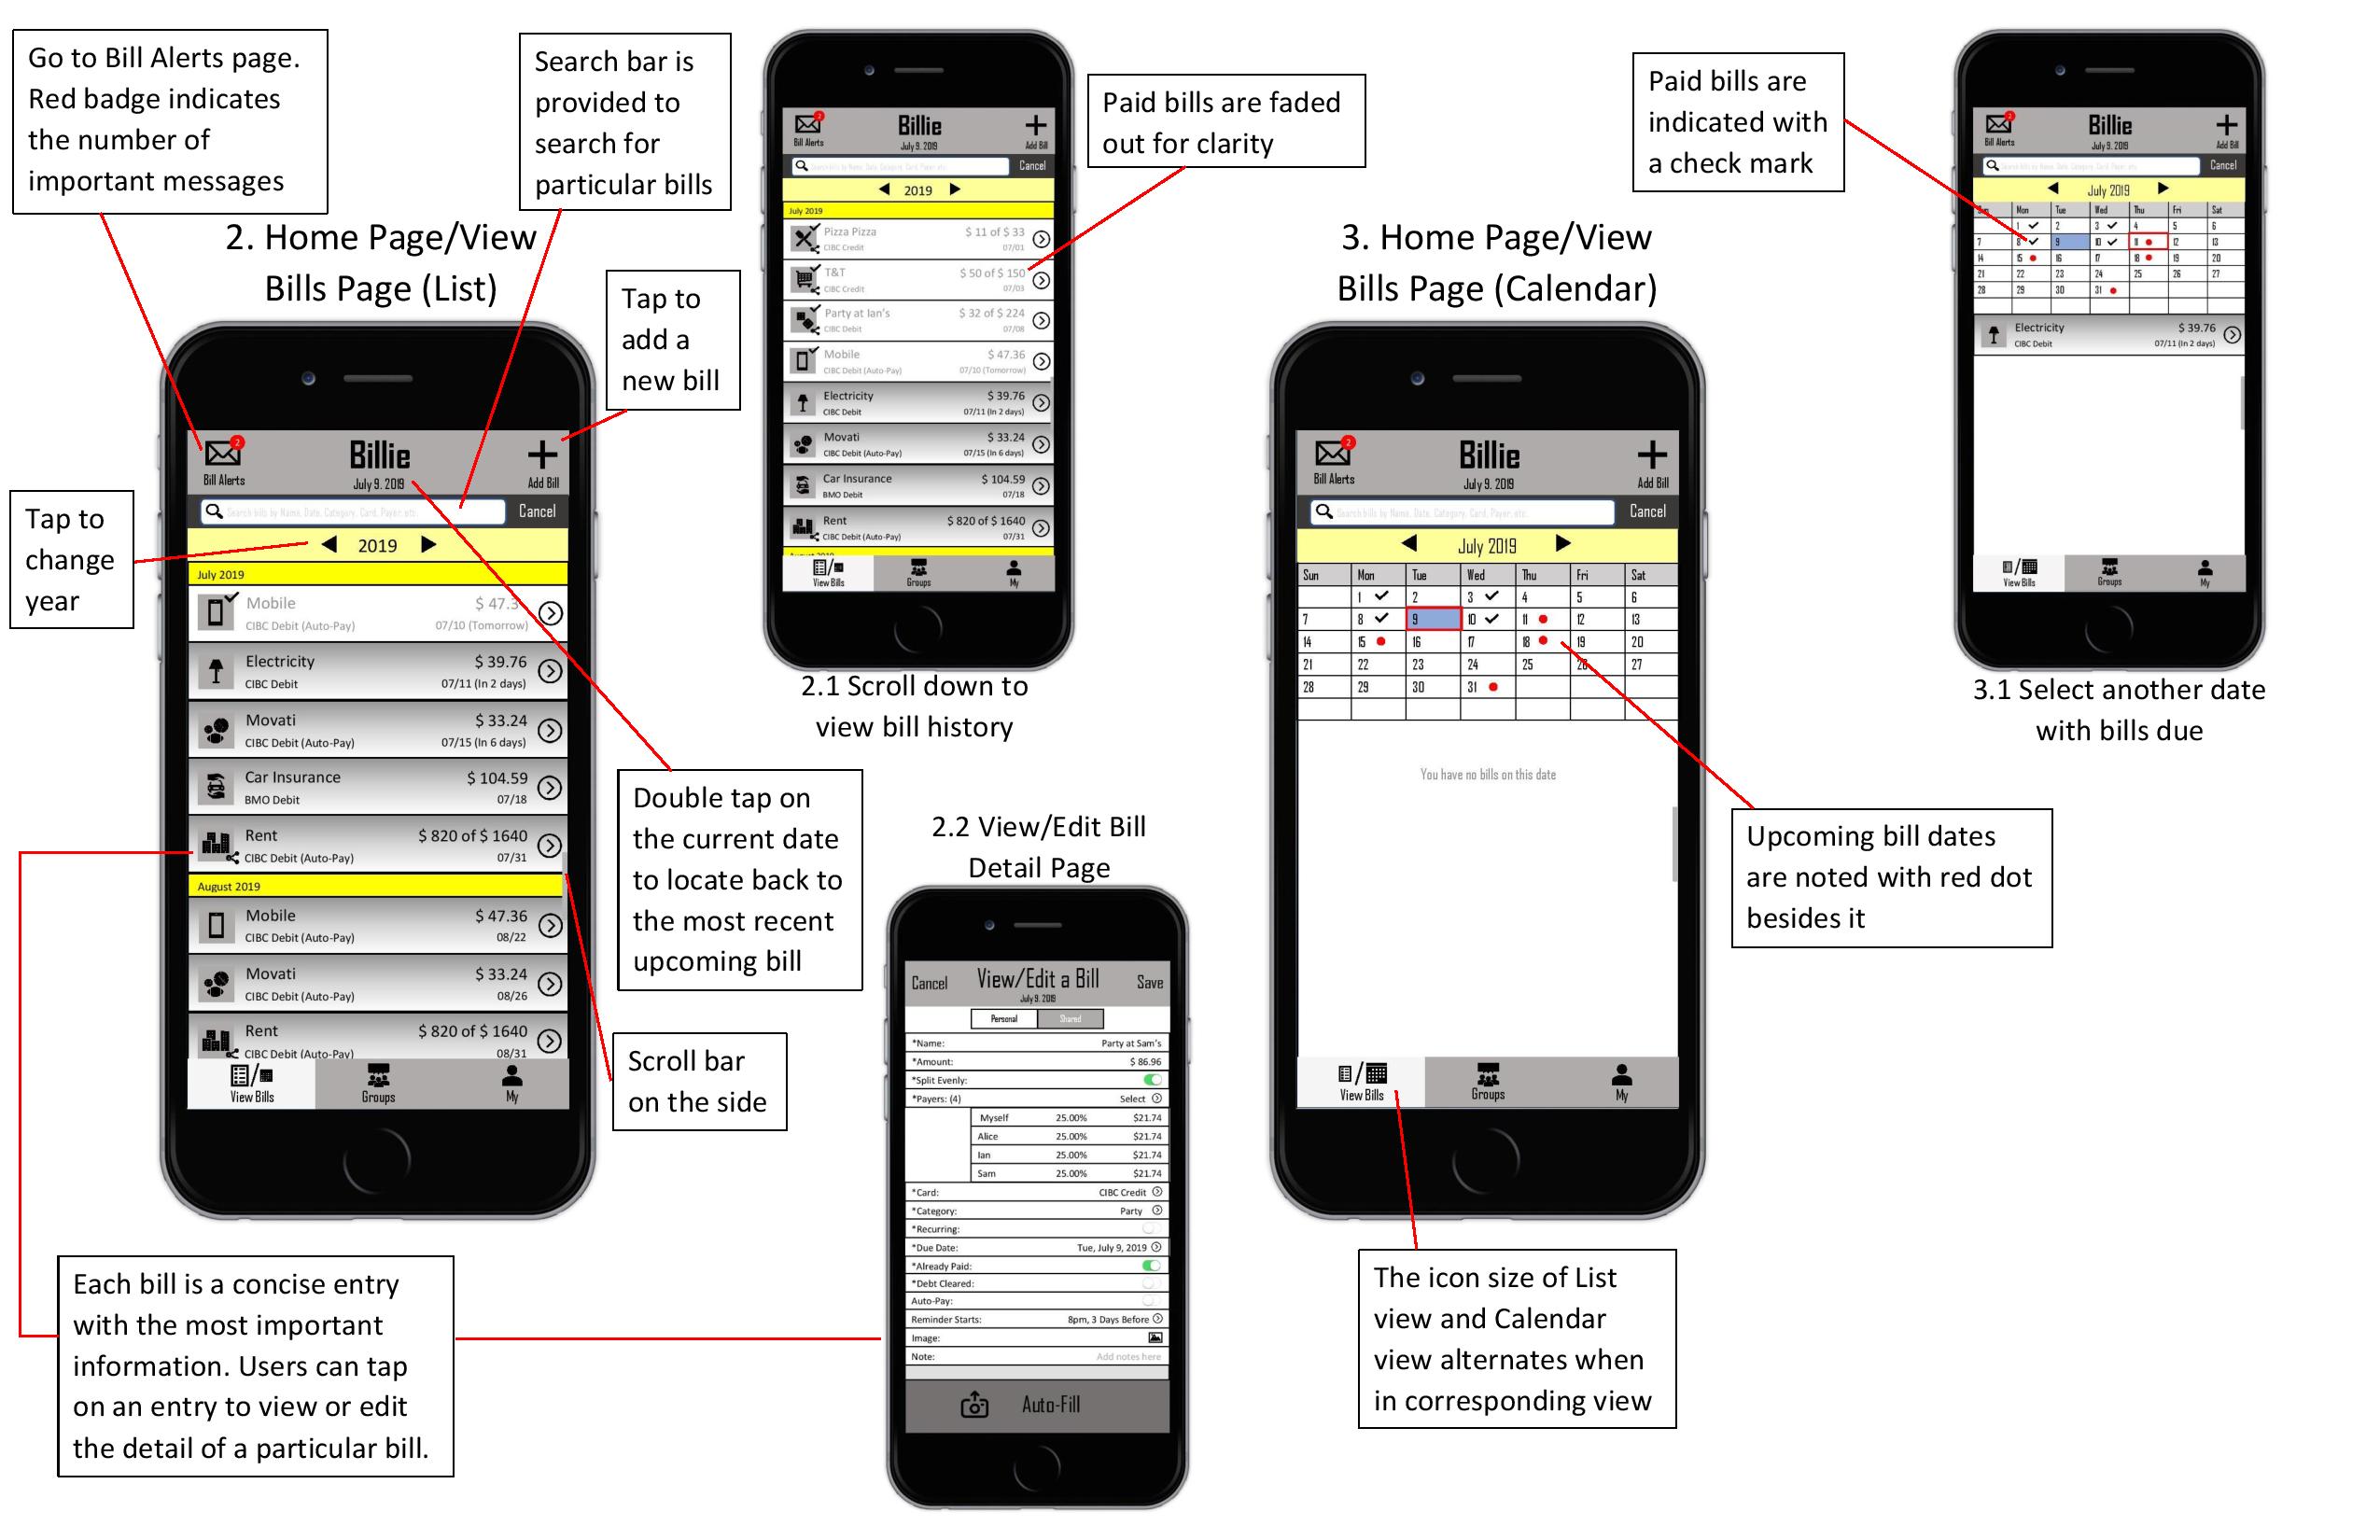 Go to Bill Alerts page.
Red badge indicates
the number of
important messages
Search bar is
provided to
search for
particular bills
2. Home Page/View
Bills Page (List)
Tap to
add a
new bill
Tap to
change
year
2
Bill Alerts
Billie
July 9. 2019
Add Bill
Search bills by Name, Date, Category, Card, Payer, etc.
Cancel
2019
July 2019
Mobile $ 47.3
CIBC Debit (Auto-Pay) 07/10 (Tomorrow)
Electricity $ 39.76
CIBC Debit 07/11 (In 2 days)
Movati $ 33.24
CIBC Debit (Auto-Pay) 07/15 (In 6 days)
Car Insurance $ 104.59
BMO Debit 07/18
Rent $ 820 of $ 1640
CIBC Debit (Auto-Pay) 07/31
August 2019
Mobile $ 47.36
CIBC Debit (Auto-Pay) 08/22
Movati $ 33.24
CIBC Debit (Auto-Pay) 08/26
Rent $ 820 of $ 1640
CIBC Debit (Auto-Pay) 08/31
View Bills Groups My
Double tap on
the current date
to locate back to
the most recent
upcoming bill
Scroll bar
on the side
Each bill is a concise entry
with the most important
information. Users can tap
on an entry to view or edit
the detail of a particular bill.
2
Bill Alerts
Billie
July 9. 2019
Add Bill
Search bills by Name, Date, Category, Card, Payer, etc.
Cancel
2019
July 2019
Pizza Pizza $ 11 of $ 33
CIBC Credit 07/01
T&T $ 50 of $ 150
CIBC Credit 07/03
Party at Ian's $ 32 of $ 224
CIBC Debit 07/08
Mobile $ 47.36
CIBC Debit (Auto-Pay) 07/10 (Tomorrow)
Electricity $ 39.76
CIBC Debit 07/11 (In 2 days)
Movati $ 33.24
CIBC Debit (Auto-Pay) 07/15 (In 6 days)
Car Insurance $ 104.59
BMO Debit 07/18
Rent $ 820 of $ 1640
CIBC Debit (Auto-Pay) 07/31
August 2019
View Bills Groups My
Paid bills are faded
out for clarity
2.1 Scroll down to
view bill history
2.2 View/Edit Bill
Detail Page
Cancel View/Edit a Bill Save
July 9. 2019
Personal Shared
*Name: Party at Sam's
*Amount: $ 86.96
*Split Evenly:
*Payers: (4) Select
Myself 25.00% $21.74
Alice 25.00% $21.74
Ian 25.00% $21.74
Sam 25.00% $21.74
*Card: CIBC Credit
*Category: Party
*Recurring:
*Due Date: Tue, July 9, 2019
*Already Paid:
*Debt Cleared:
Auto-Pay:
Reminder Starts: 8pm, 3 Days Before
Image:
Note: Add notes here
Auto-Fill
3. Home Page/View
Bills Page (Calendar)
2
Bill Alerts
Billie
July 9. 2019
Add Bill
Search bills by Name, Date, Category, Card, Payer, etc.
Cancel
July 2019
Sun Mon Tue Wed Thu Fri Sat
1 2 3 4 5 6
7 8 9 10 11 12 13
14 15 16 17 18 19 20
21 22 23 24 25 26 27
28 29 30 31
You have no bills on this date
View Bills Groups My
Upcoming bill dates
are noted with red dot
besides it
The icon size of List
view and Calendar
view alternates when
in corresponding view
Paid bills are
indicated with
a check mark
2
Bill Alerts
Billie
July 9. 2019
Add Bill
Search bills by Name, Date, Category, Card, Payer, etc.
Cancel
July 2019
Sun Mon Tue Wed Thu Fri Sat
1 2 3 4 5 6
7 8 9 10 11 12 13
14 15 16 17 18 19 20
21 22 23 24 25 26 27
28 29 30 31
Electricity $ 39.76
CIBC Debit 07/11 (In 2 days)
View Bills Groups My
3.1 Select another date
with bills due